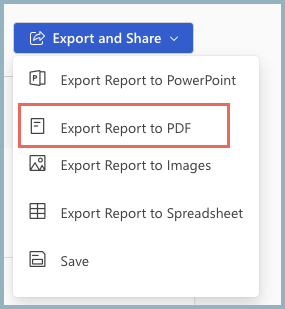 Export and Share
Export Report to PowerPoint
Export Report to PDF
Export Report to Images
Export Report to Spreadsheet
Save